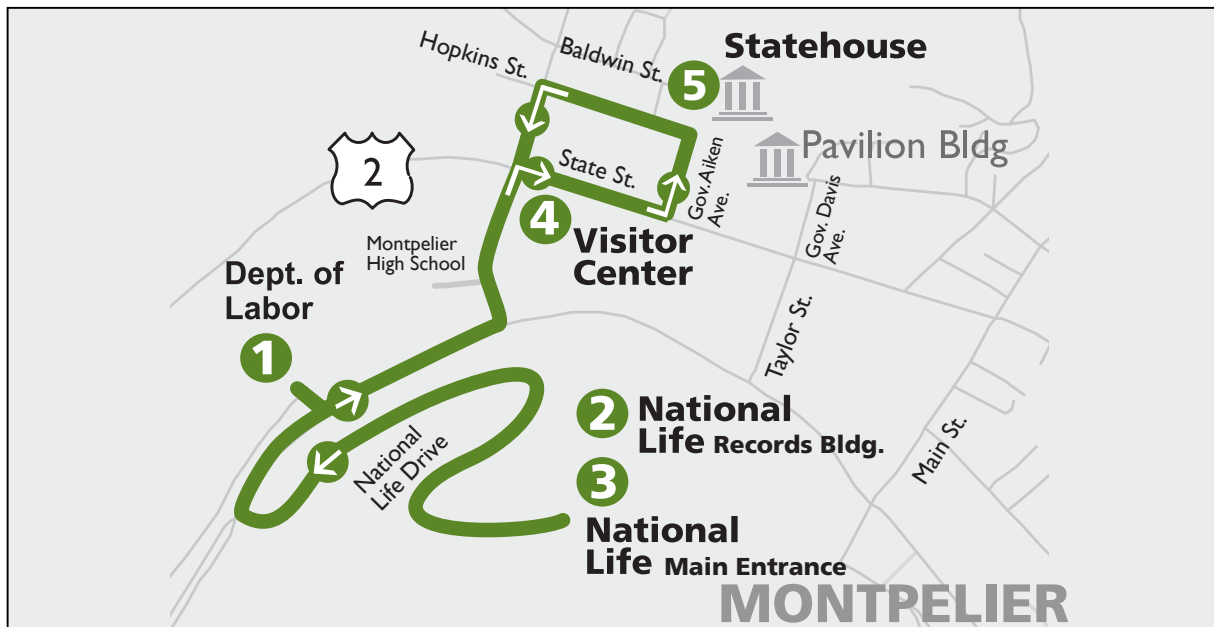 Hopkins St.
Baldwin St.
Statehouse
5
2
State St.
Gov. Aiken
Ave.
Pavilion Bldg
Gov. Davis
Ave.
4
Visitor
Center
Montpelier
High School
Dept. of
Labor
1
Taylor St.
National
Life Drive
2
National
Life Records Bldg.
3
National
Life Main Entrance
Main St.
MONTPELIER